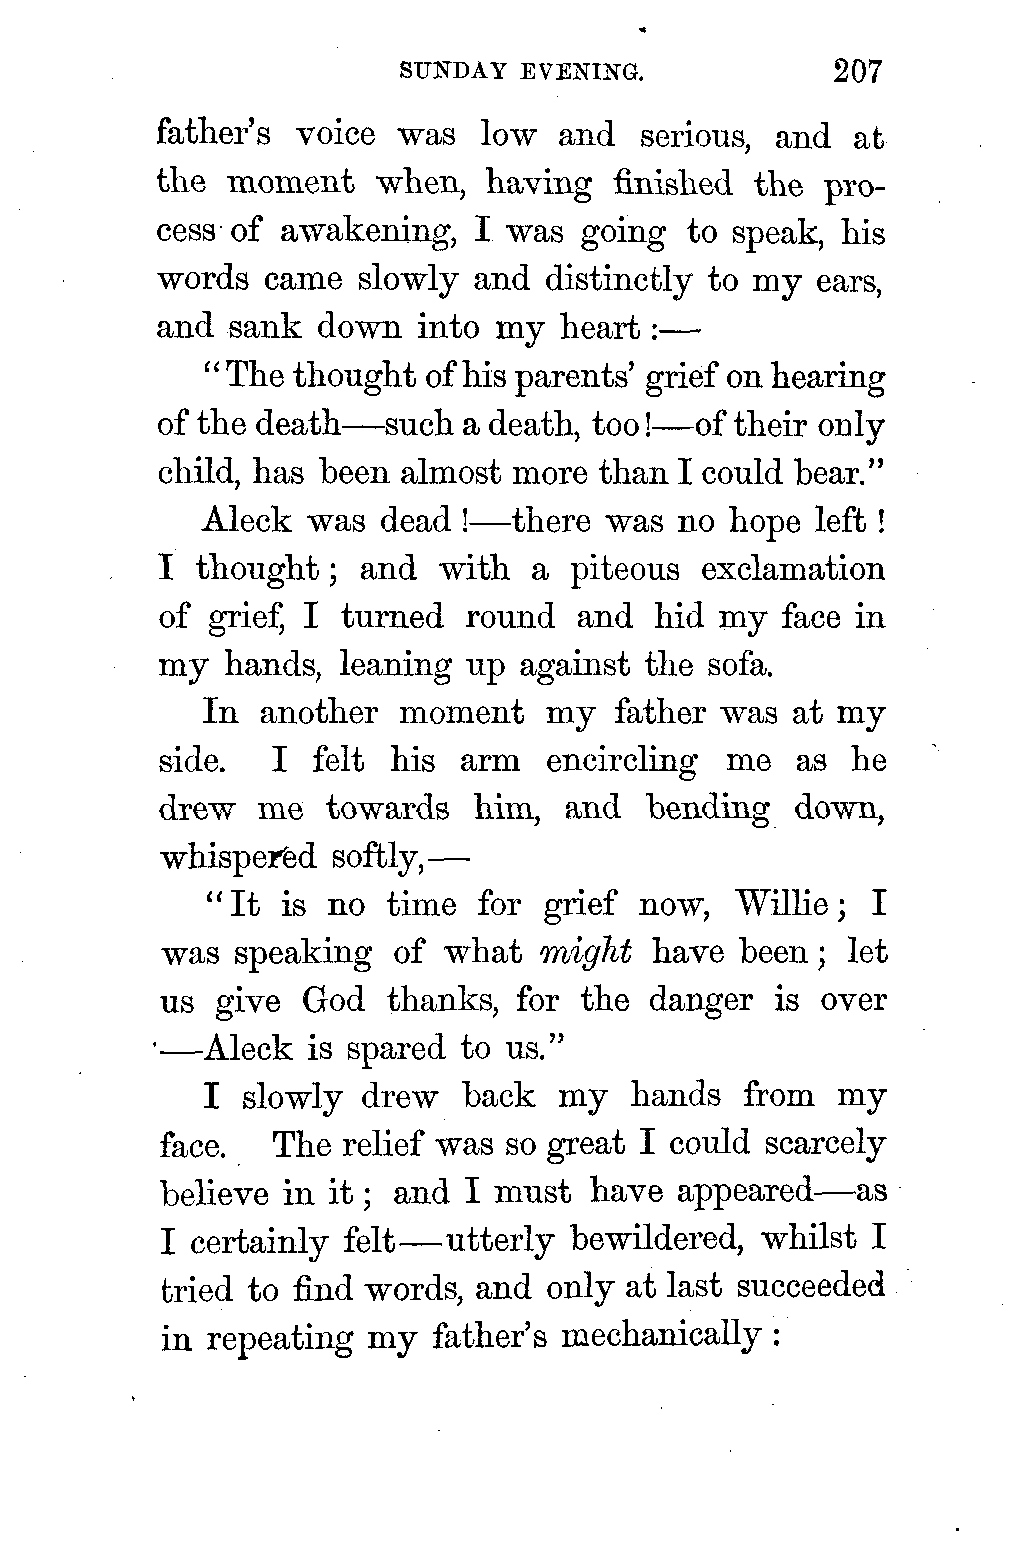 SUNDAY EVENING. 207
father's voice was low and serious, and at
the moment when, having finished the pro-
cess of awakening, I was going to speak, his
words came slowly and distinctly to my ears,
and sank down into my heart :—
"The thought of his parents' grief on hearing
of the death—such a death, too!—of their only
child, has been almost more than I could bear."
Aleck was dead !—there was no hope left !
I thought ; and with a piteous exclamation
of grief, I turned round and hid my face in
my hands, leaning up against the sofa.
In another moment my father was at my
side. I felt his arm encircling me as he
drew me towards him, and bending down,
whispered softly,—
"It is no time for grief now, Willie ; I
was speaking of what might have been ; let
us give God thanks, for the danger is over
—Aleck is spared to us."
I slowly drew back my hands from my
face. The relief was so great I could scarcely
believe in it ; and I must have appeared—as
I certainly felt—utterly bewildered, whilst I
tried to find words, and only at last succeeded
in repeating my father's mechanically :